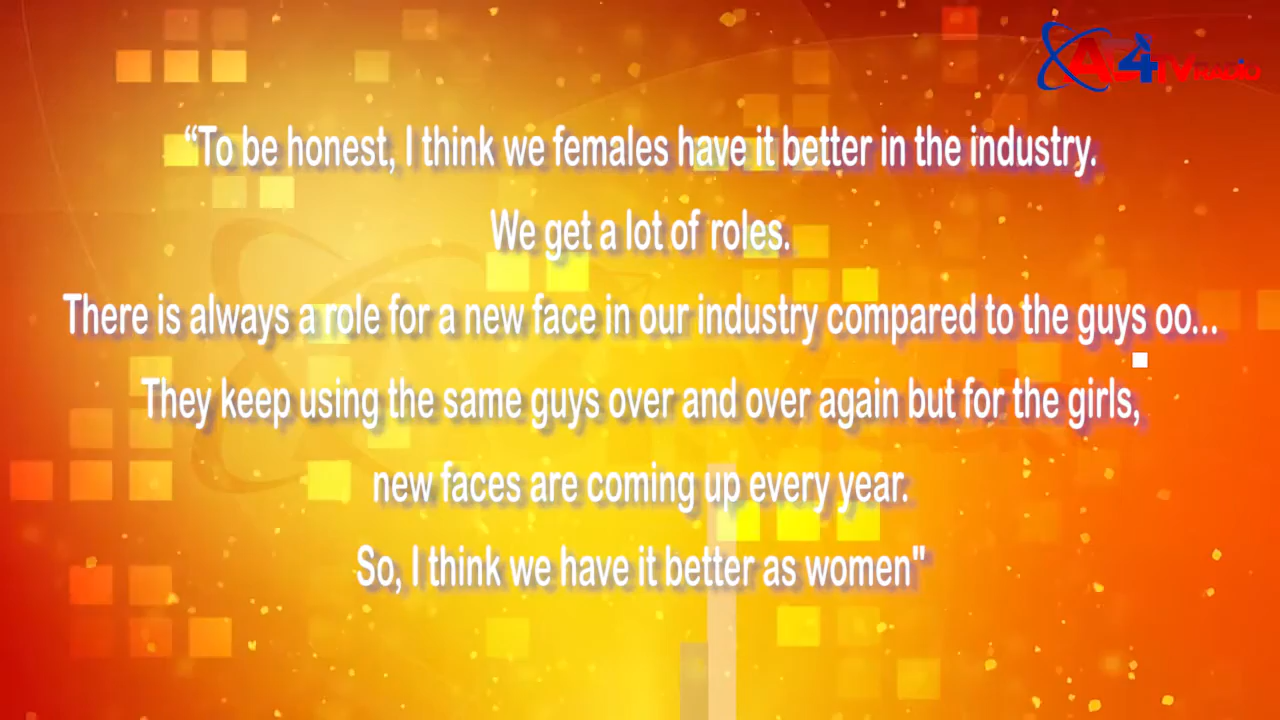 A4TV RADIO
“To be honest, I think we females have it better in the industry.
We get a lot of roles.
There is always a role for a new face in our industry compared to the guys oo...
They keep using the same guys over and over again but for the girls,
new faces are coming up every year.
So, I think we have it better as women"